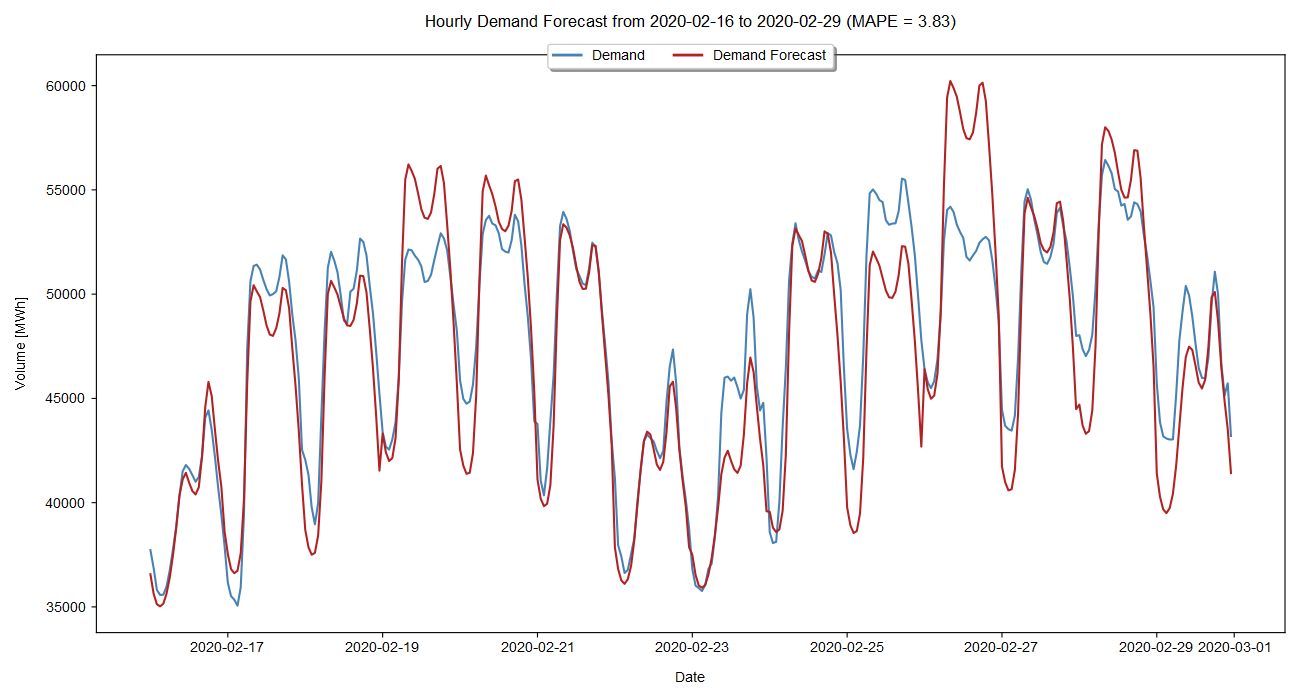 Hourly Demand Forecast from 2020-02-16 to 2020-02-29 (MAPE = 3.83)
Demand Demand Forecast
60000
55000
50000
45000
40000
35000
Volume [MWh]
2020-02-17 2020-02-19 2020-02-21 2020-02-23 2020-02-25 2020-02-27 2020-02-29 2020-03-01
Date